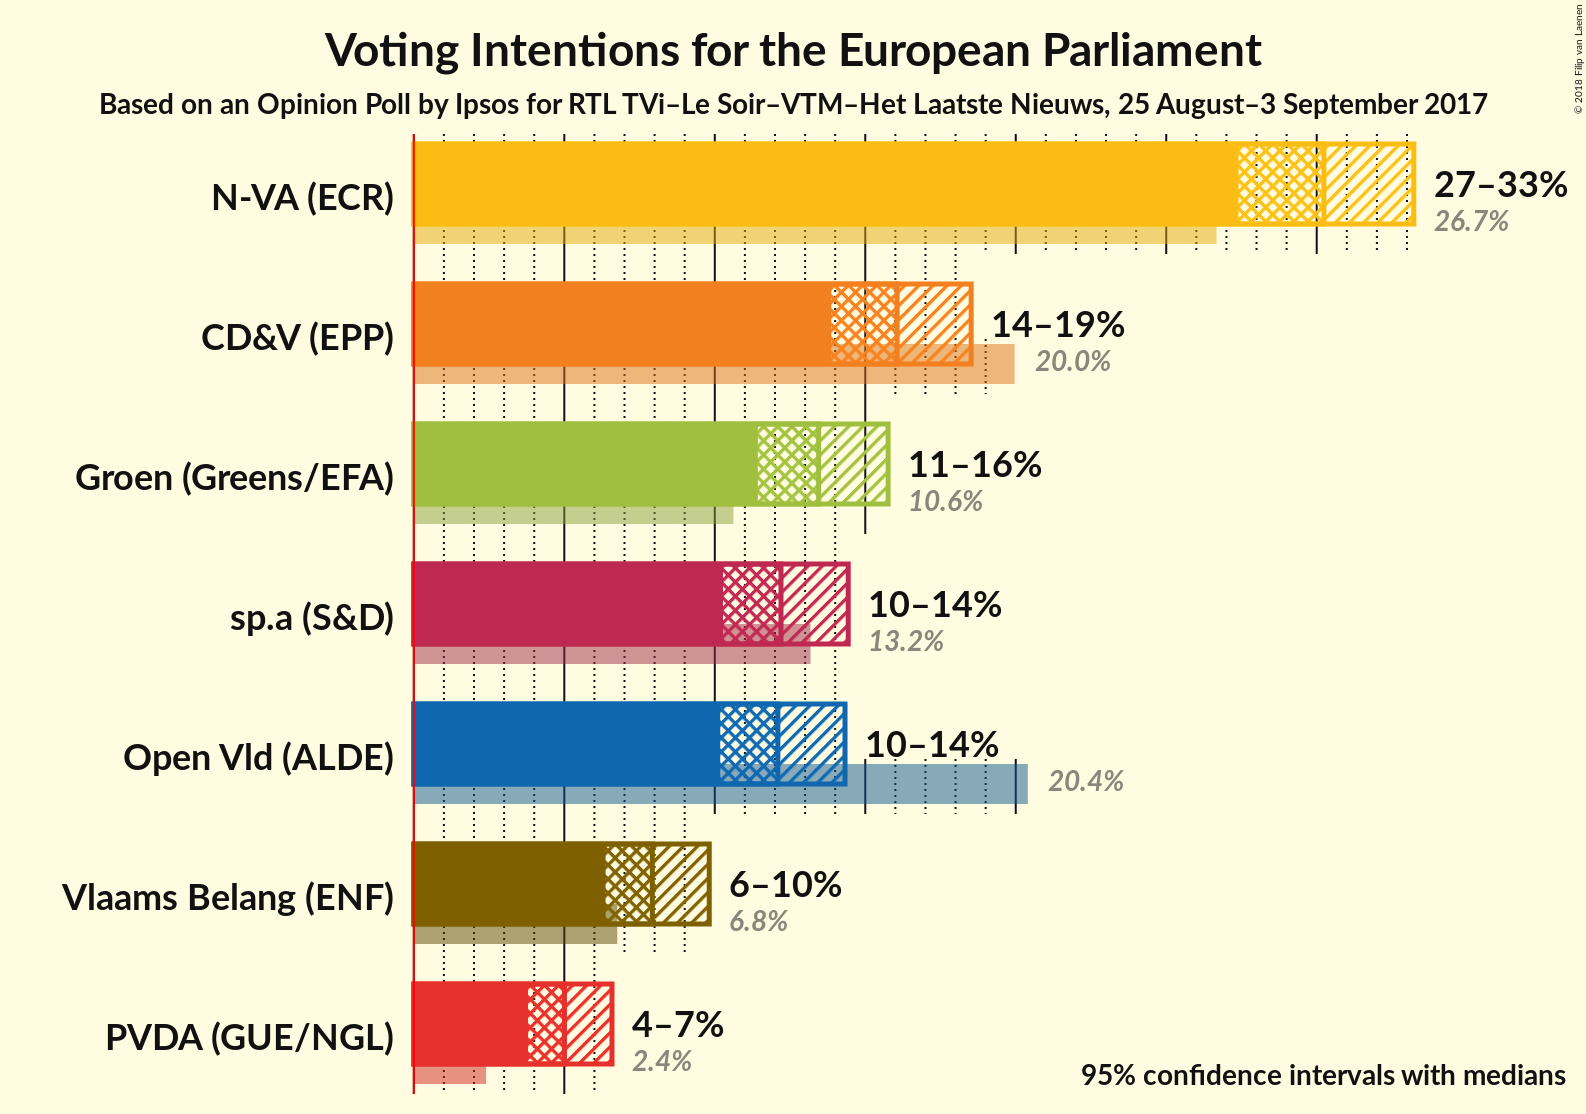 Voting Intentions for the European Parliament
Based on an Opinion Poll by Ipsos for RTL TVi–Le Soir–VTM–Het Laatste Nieuws, 25 August–3 September 2017
© 2018 Filip van Laenen
N-VA (ECR)
27–33%
26.7%
CD&V (EPP)
14–19%
20.0%
Groen (Greens/EFA)
11–16%
10.6%
sp.a (S&D)
10–14%
13.2%
Open Vld (ALDE)
10–14%
20.4%
Vlaams Belang (ENF)
6–10%
6.8%
PVDA (GUE/NGL)
4–7%
2.4%
95% confidence intervals with medians